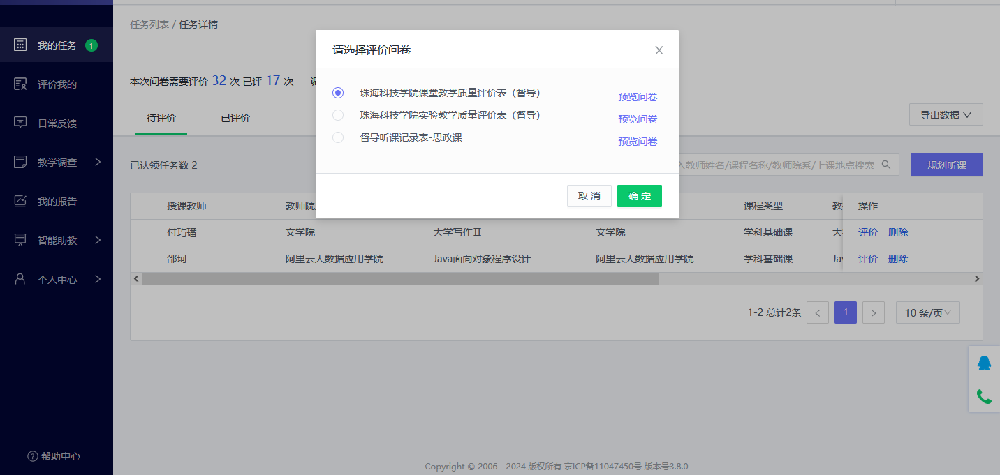 任务列表 / 任务详情
我的任务 1
评价我的
日常反馈
教学调查
我的报告
智能助教
个人中心
帮助中心
本次问卷需要评价 32 次 已评 17 次
待评价 已评价
导出数据
已认领任务数 2
教师姓名/课程名称/教师院系/上课地点搜索
规划听课
请选择评价问卷
珠海科技学院课堂教学质量评价表（督导） 预览问卷
珠海科技学院实验教学质量评价表（督导） 预览问卷
督导听课记录表-思政课 预览问卷
取 消 确 定
授课教师 教师院 课程类型 教 操作
付玙璠 文学院 大学写作Ⅱ 文学院 学科基础课 大 评价 删除
邵珂 阿里云大数据应用学院 Java面向对象程序设计 阿里云大数据应用学院 学科基础课 Ja 评价 删除
1-2 总计2条 < 1 > 10 条/页
Copyright © 2006 - 2024 版权所有 京ICP备11047450号 版本号3.8.0